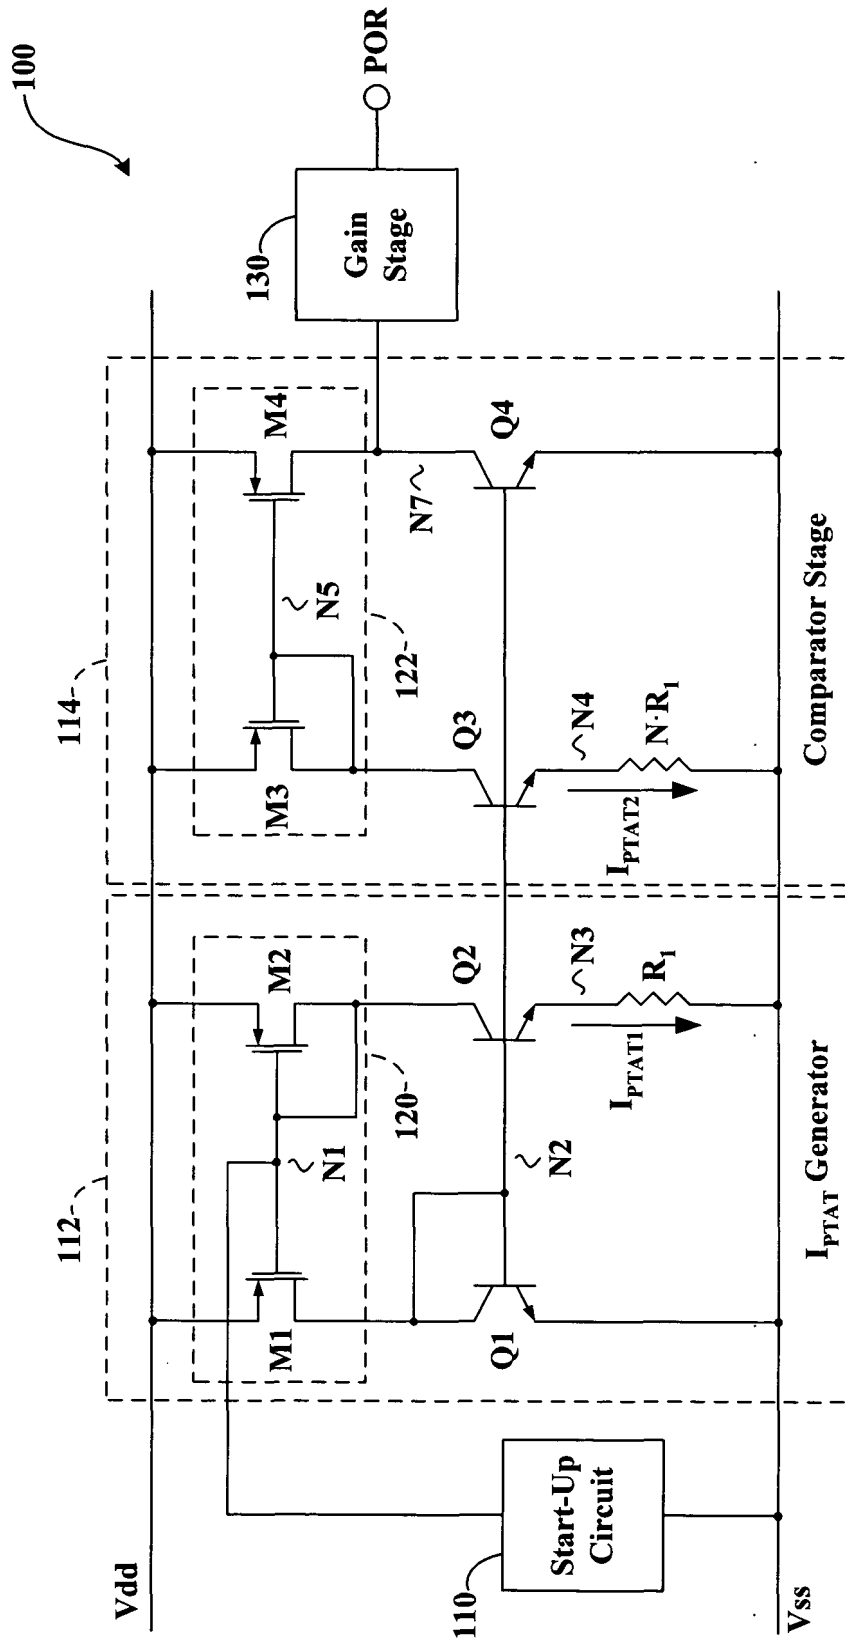 100
Vdd
112
114
120
122
M1
M2
M3
M4
N1
N5
130
Gain
Stage
POR
110
Start-Up
Circuit
Q1
Q2
Q3
Q4
N2
N7
N3
N4
R1
N·R1
IPTAT1
IPTAT2
Vss
IPTAT Generator
Comparator Stage